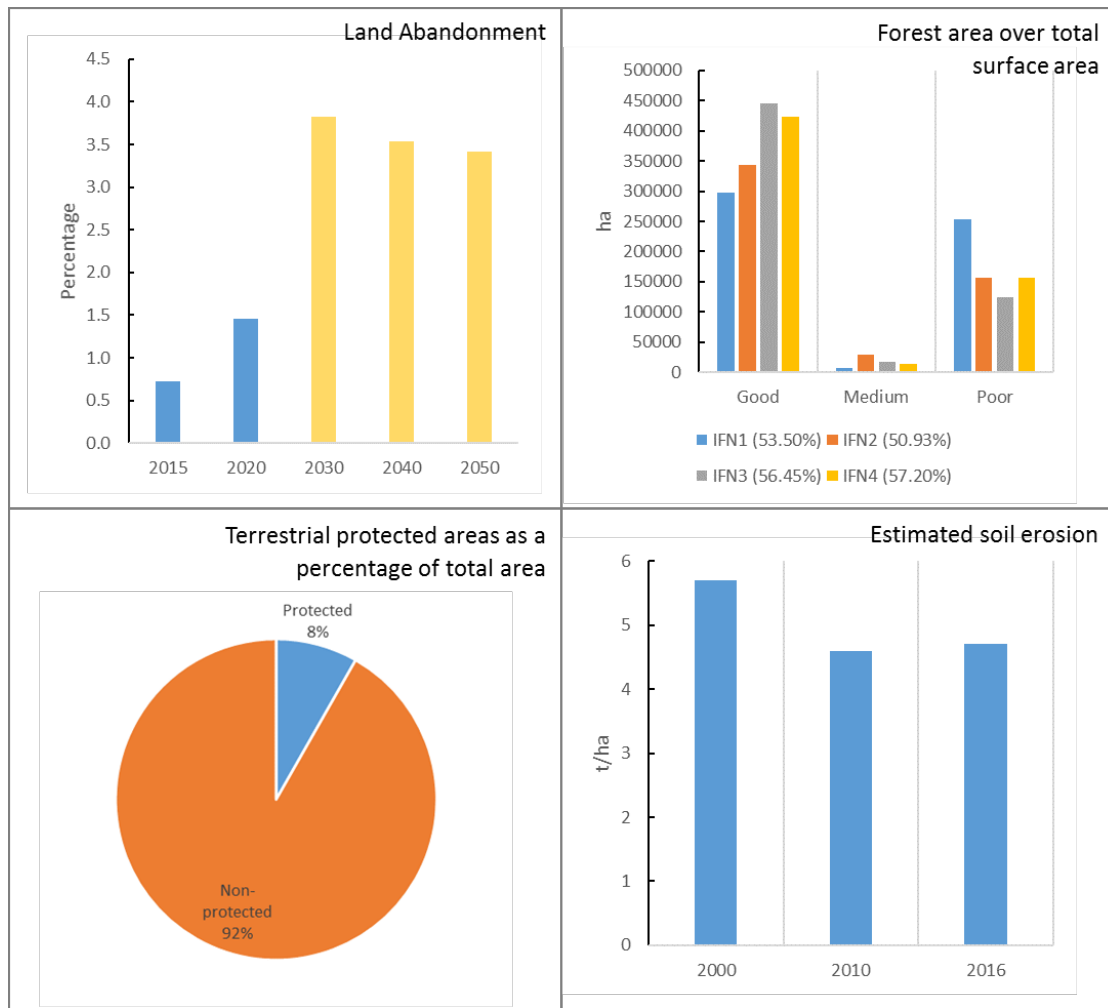 Land Abandonment
4.5
4.0
3.5
3.0
2.5
2.0
1.5
1.0
0.5
0.0
Percentage
2015 2020 2030 2040 2050
Forest area over total
surface area
500000
450000
400000
350000
300000
250000
200000
150000
100000
50000
0
ha
Good Medium Poor
IFN1 (53.50%) IFN2 (50.93%)
IFN3 (56.45%) IFN4 (57.20%)
Terrestrial protected areas as a
percentage of total area
Protected
8%
Non-
protected
92%
Estimated soil erosion
6
5
4
3
2
1
0
t/ha
2000 2010 2016